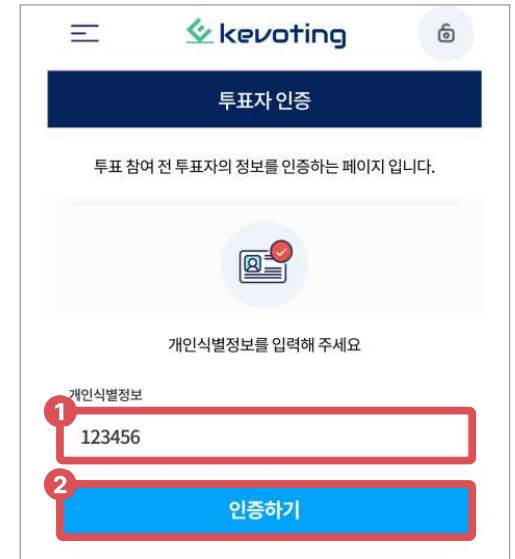 kevoting
투표자 인증
투표 참여 전 투표자의 정보를 인증하는 페이지 입니다.
개인식별정보를 입력해 주세요
개인식별정보
1
123456
2
인증하기